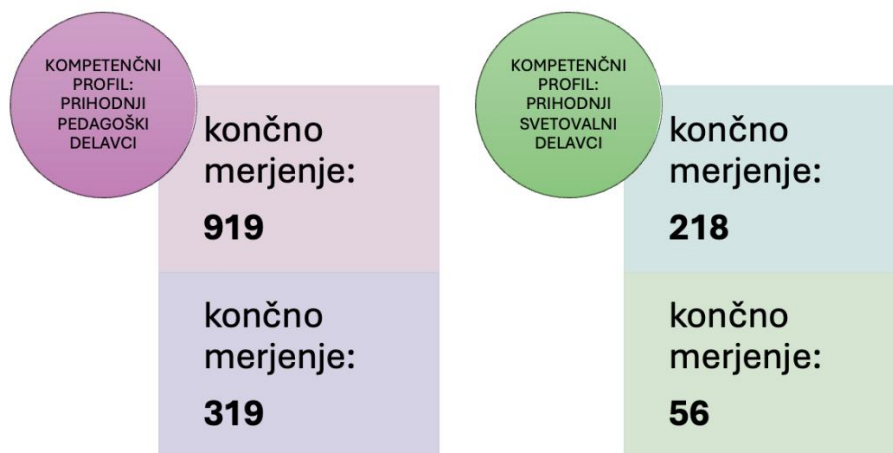 KOMPETENČNI
PROFIL:
PRIHODNJI
PEDAGOŠKI
DELAVCI
končno
merjenje:
919
končno
merjenje:
319
KOMPETENČNI
PROFIL:
PRIHODNJI
SVETOVALNI
DELAVCI
končno
merjenje:
218
končno
merjenje:
56